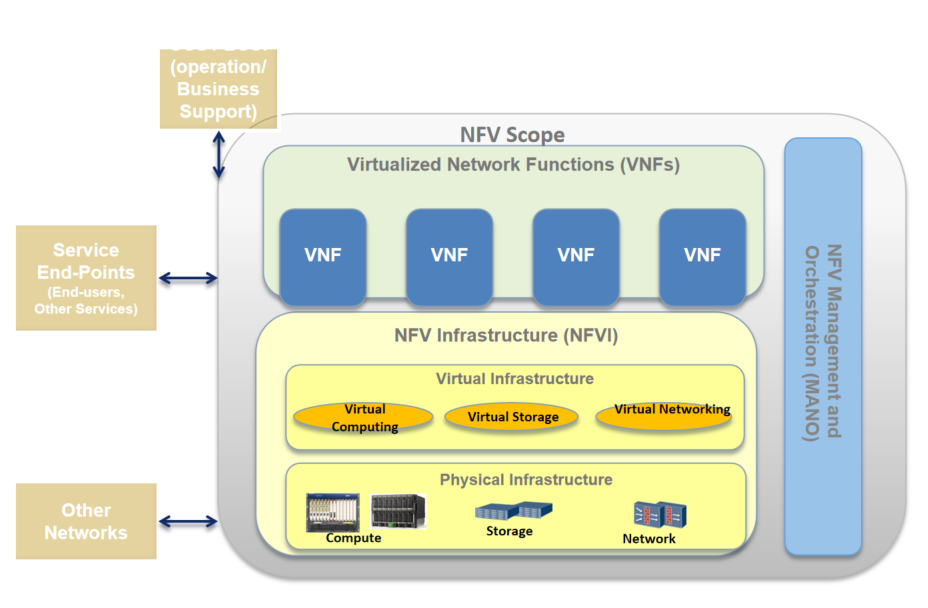 (operation/
Business
Support)
NFV Scope
Virtualized Network Functions (VNFs)
VNF
VNF
VNF
VNF
Service
End-Points
(End-users,
Other Services)
NFV Infrastructure (NFVI)
Virtual Infrastructure
Virtual
Computing
Virtual Storage
Virtual Networking
Physical Infrastructure
Compute
Storage
Network
Other
Networks
NFV Management and
Orchestration (MANO)